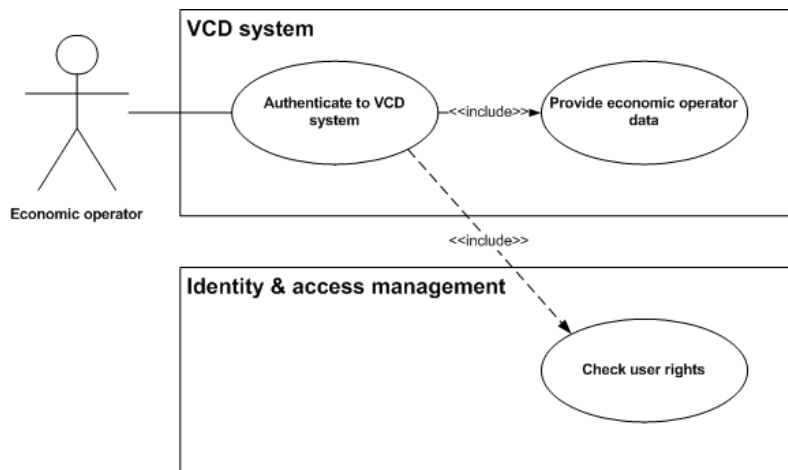 VCD system
Authenticate to VCD
system
<<include>>
Provide economic operator
data
Economic operator
<<include>>
Identity & access management
Check user rights